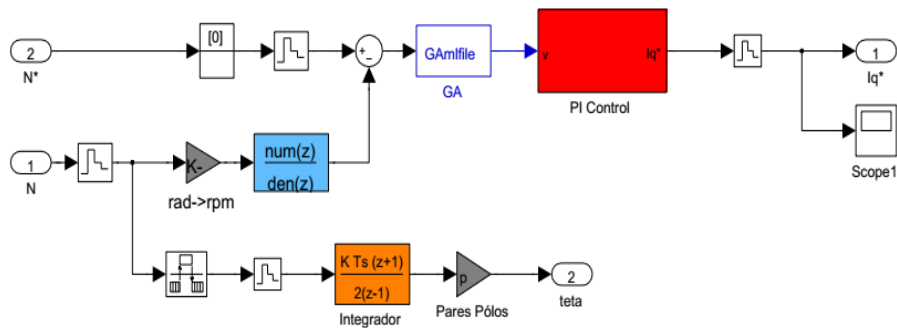 2
N*
[0]
+
−
GAmlfile
GA
v
Iq*
PI Control
1
Iq*
Scope1
1
N
K-
rad->rpm
num(z)
den(z)
K Ts (z+1)
2(z-1)
Integrador
p
Pares Pólos
2
teta